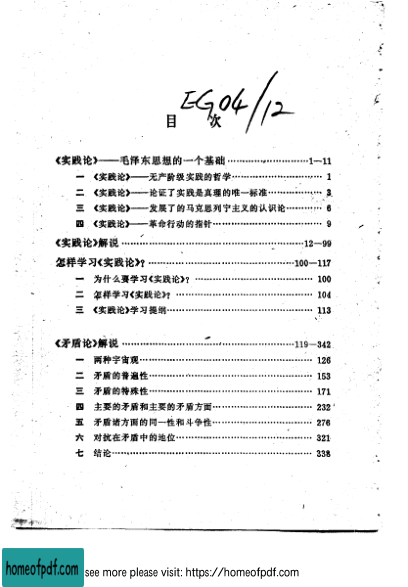 EG04/12
目 次
《实践论》——毛泽东思想的一个基础……………………1—11
一 《实践论》——无产阶级实践的哲学……………………1
二 《实践论》——论证了实践是真理的唯一标准……………3
三 《实践论》——发展了的马克思列宁主义的认识论…………6
四 《实践论》——革命行动的指针……………………9
《实践论》解说……………………12—99
怎样学习《实践论》?……………………100—117
一 为什么要学习《实践论》?……………………100
二 怎样学习《实践论》?……………………104
三 《实践论》学习提纲……………………113
《矛盾论》解说……………………119—342
一 两种宇宙观……………………126
二 矛盾的普遍性……………………153
三 矛盾的特殊性……………………171
四 主要的矛盾和主要的矛盾方面……………………232
五 矛盾诸方面的同一性和斗争性……………………276
六 对抗在矛盾中的地位……………………321
七 结论……………………338
homeofpdf.com
see more please visit: https://homeofpdf.com